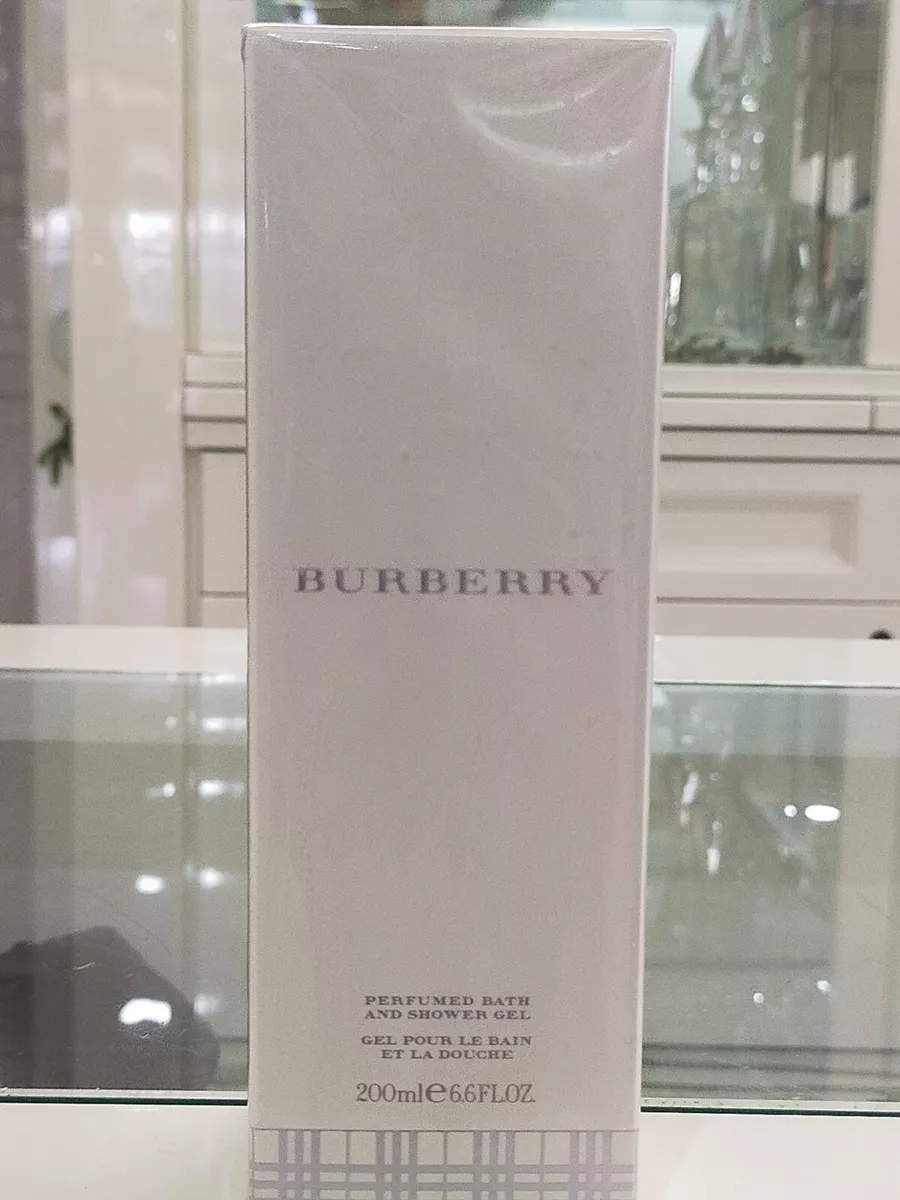 BURBERRY
PERFUMED BATH
AND SHOWER GEL
GEL POUR LE BAIN
ET LA DOUCHE
200ml℮6.6FL.OZ.